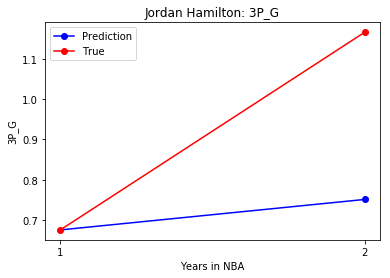 Jordan Hamilton: 3P_G
Prediction
True
3P_G
1.1
1.0
0.9
0.8
0.7
1
2
Years in NBA